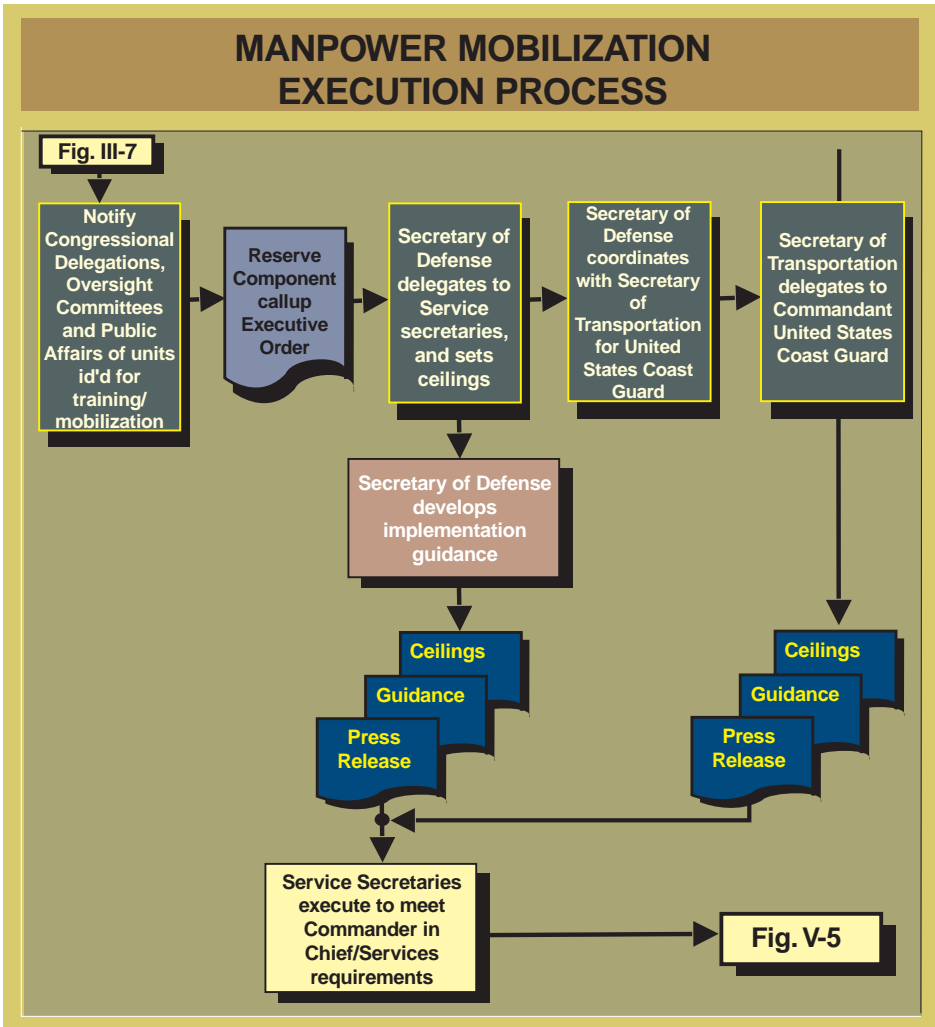 MANPOWER MOBILIZATION
EXECUTION PROCESS
Fig. III-7
Notify
Congressional
Delegations,
Oversight
Committees
and Public
Affairs of units
id'd for
training/
mobilization
Reserve
Component
callup
Executive
Order
Secretary of
Defense
delegates to
Service
secretaries,
and sets
ceilings
Secretary of
Defense
coordinates
with Secretary
of
Transportation
for United
States Coast
Guard
Secretary of
Transportation
delegates to
Commandant
United States
Coast Guard
Secretary of Defense
develops
implementation
guidance
Ceilings
Guidance
Press
Release
Ceilings
Guidance
Press
Release
Service Secretaries
execute to meet
Commander in
Chief/Services
requirements
Fig. V-5